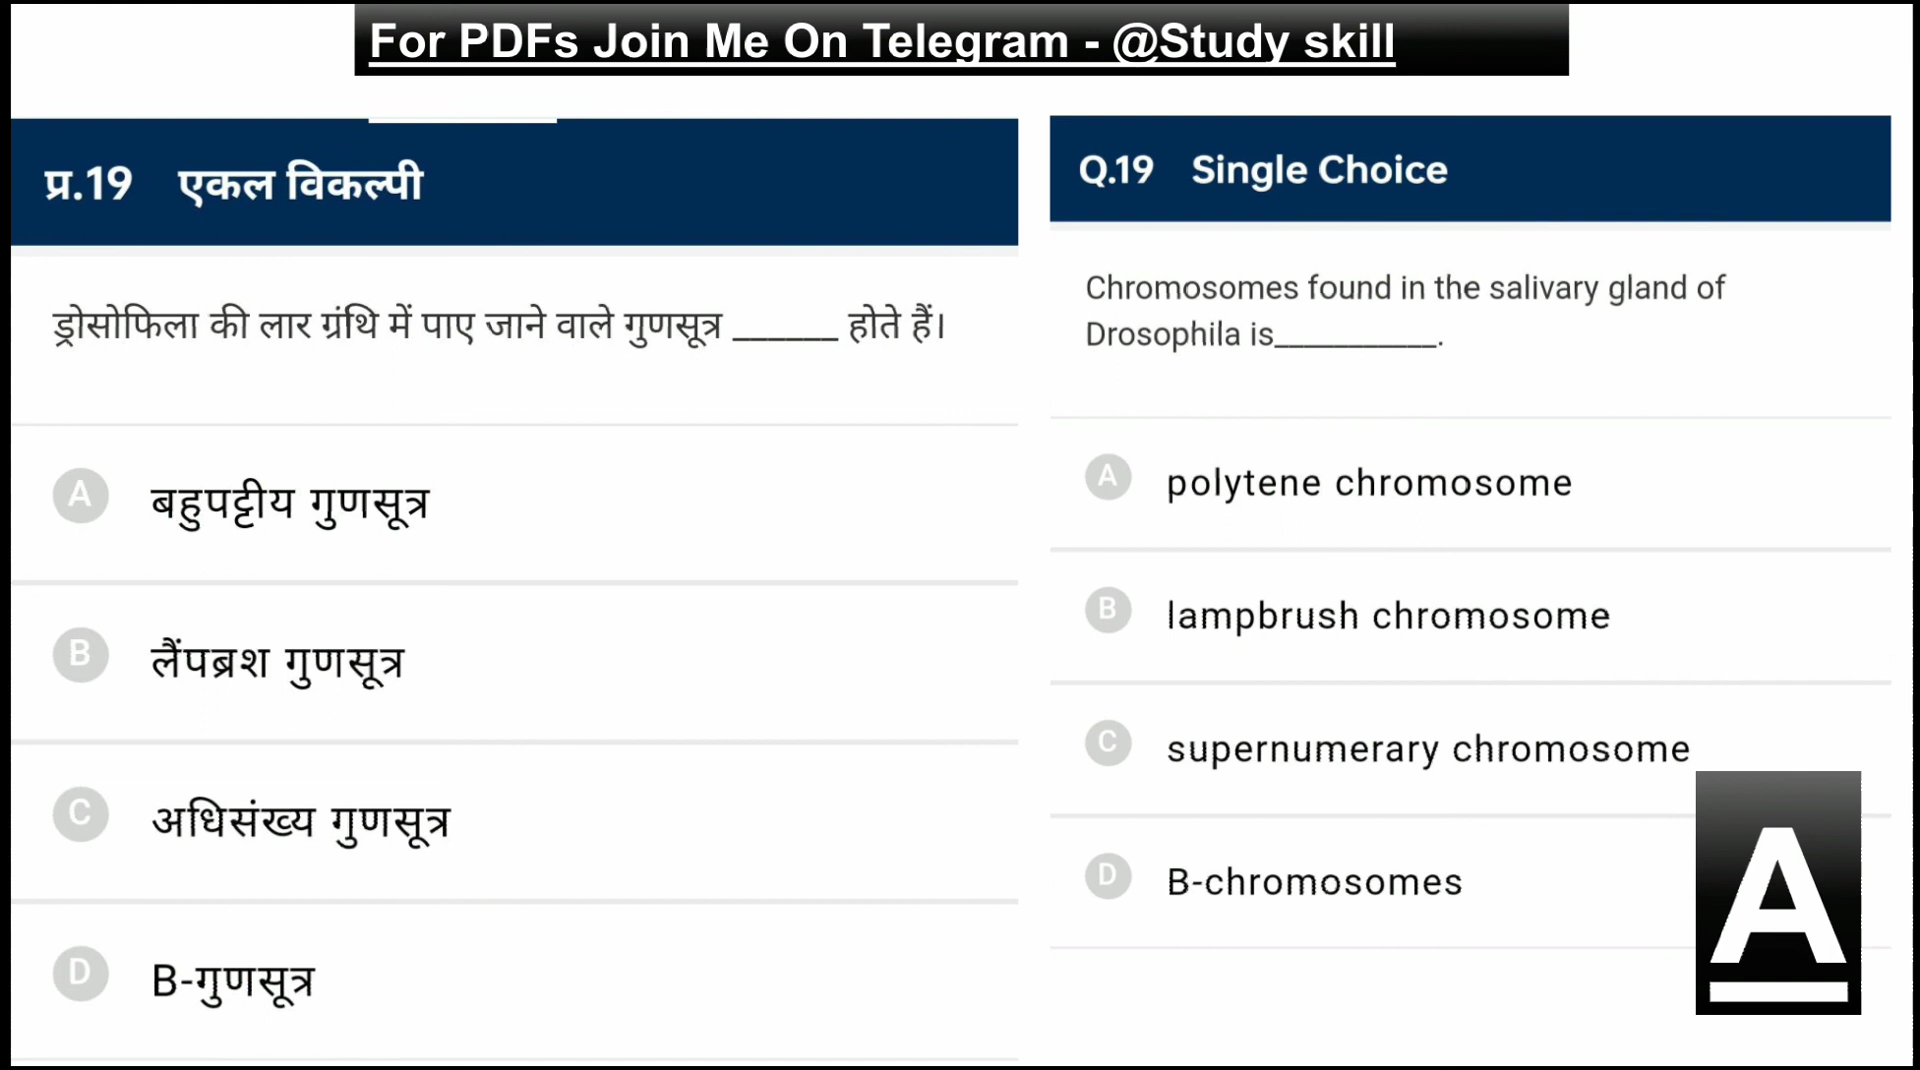 For PDFs Join Me On Telegram - @Study skill
प्र.19 एकल विकल्पी
ड्रोसोफिला की लार ग्रंथि में पाए जाने वाले गुणसूत्र ______ होते हैं।
A बहुपट्टीय गुणसूत्र
B लैंपब्रश गुणसूत्र
C अधिसंख्य गुणसूत्र
D B-गुणसूत्र
Q.19 Single Choice
Chromosomes found in the salivary gland of
Drosophila is__________.
A polytene chromosome
B lampbrush chromosome
C supernumerary chromosome
D B-chromosomes
A